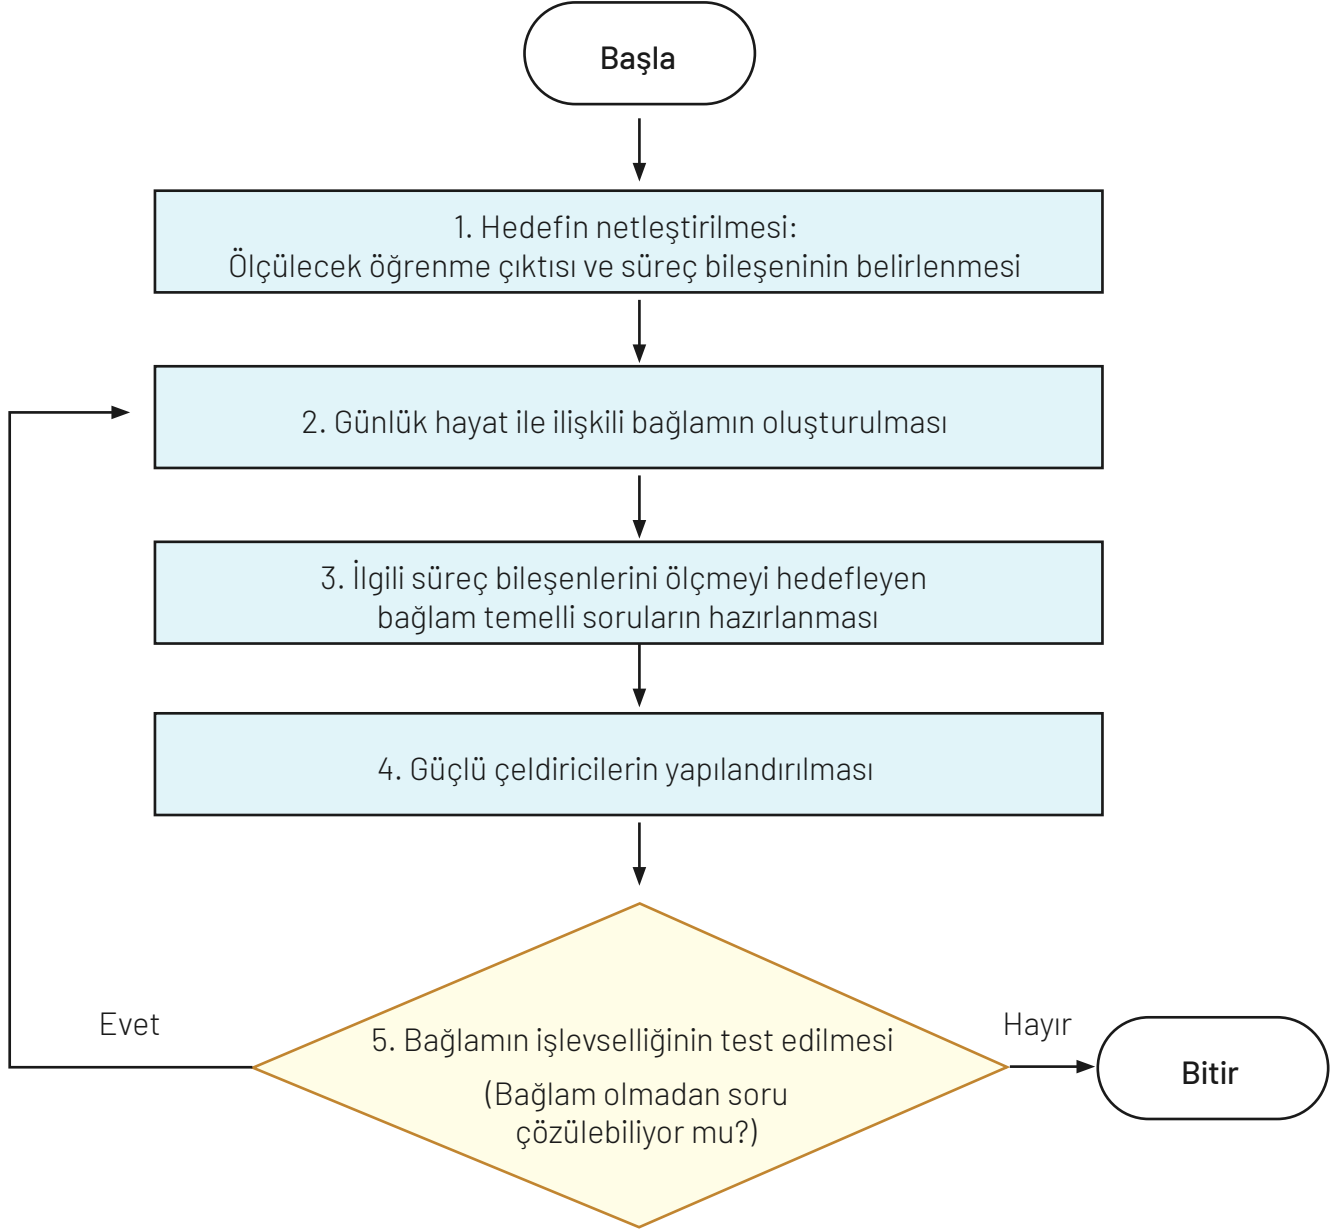 Başla
1. Hedefin netleştirilmesi:
Ölçülecek öğrenme çıktısı ve süreç bileşeninin belirlenmesi
2. Günlük hayat ile ilişkili bağlamın oluşturulması
3. İlgili süreç bileşenlerini ölçmeyi hedefleyen
bağlam temelli soruların hazırlanması
4. Güçlü çeldiricilerin yapılandırılması
Evet
5. Bağlamın işlevselliğinin test edilmesi
(Bağlam olmadan soru
çözülebiliyor mu?)
Hayır
Bitir